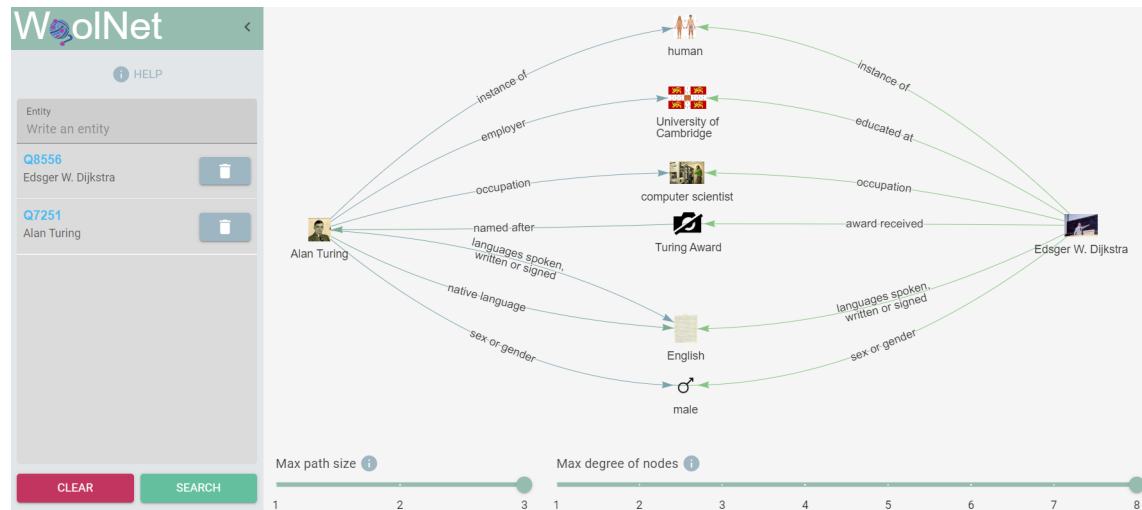 WoolNet
<
HELP
Entity
Write an entity
Q8556
Edsger W. Dijkstra
Q7251
Alan Turing
CLEAR
SEARCH
human
instance of
instance of
University of
Cambridge
employer
educated at
computer scientist
occupation
occupation
Turing Award
named after
award received
Alan Turing
Edsger W. Dijkstra
languages spoken,
written or signed
languages spoken,
written or signed
native language
English
sex or gender
sex or gender
male
Max path size
1 2 3
Max degree of nodes
1 2 3 4 5 6 7 8